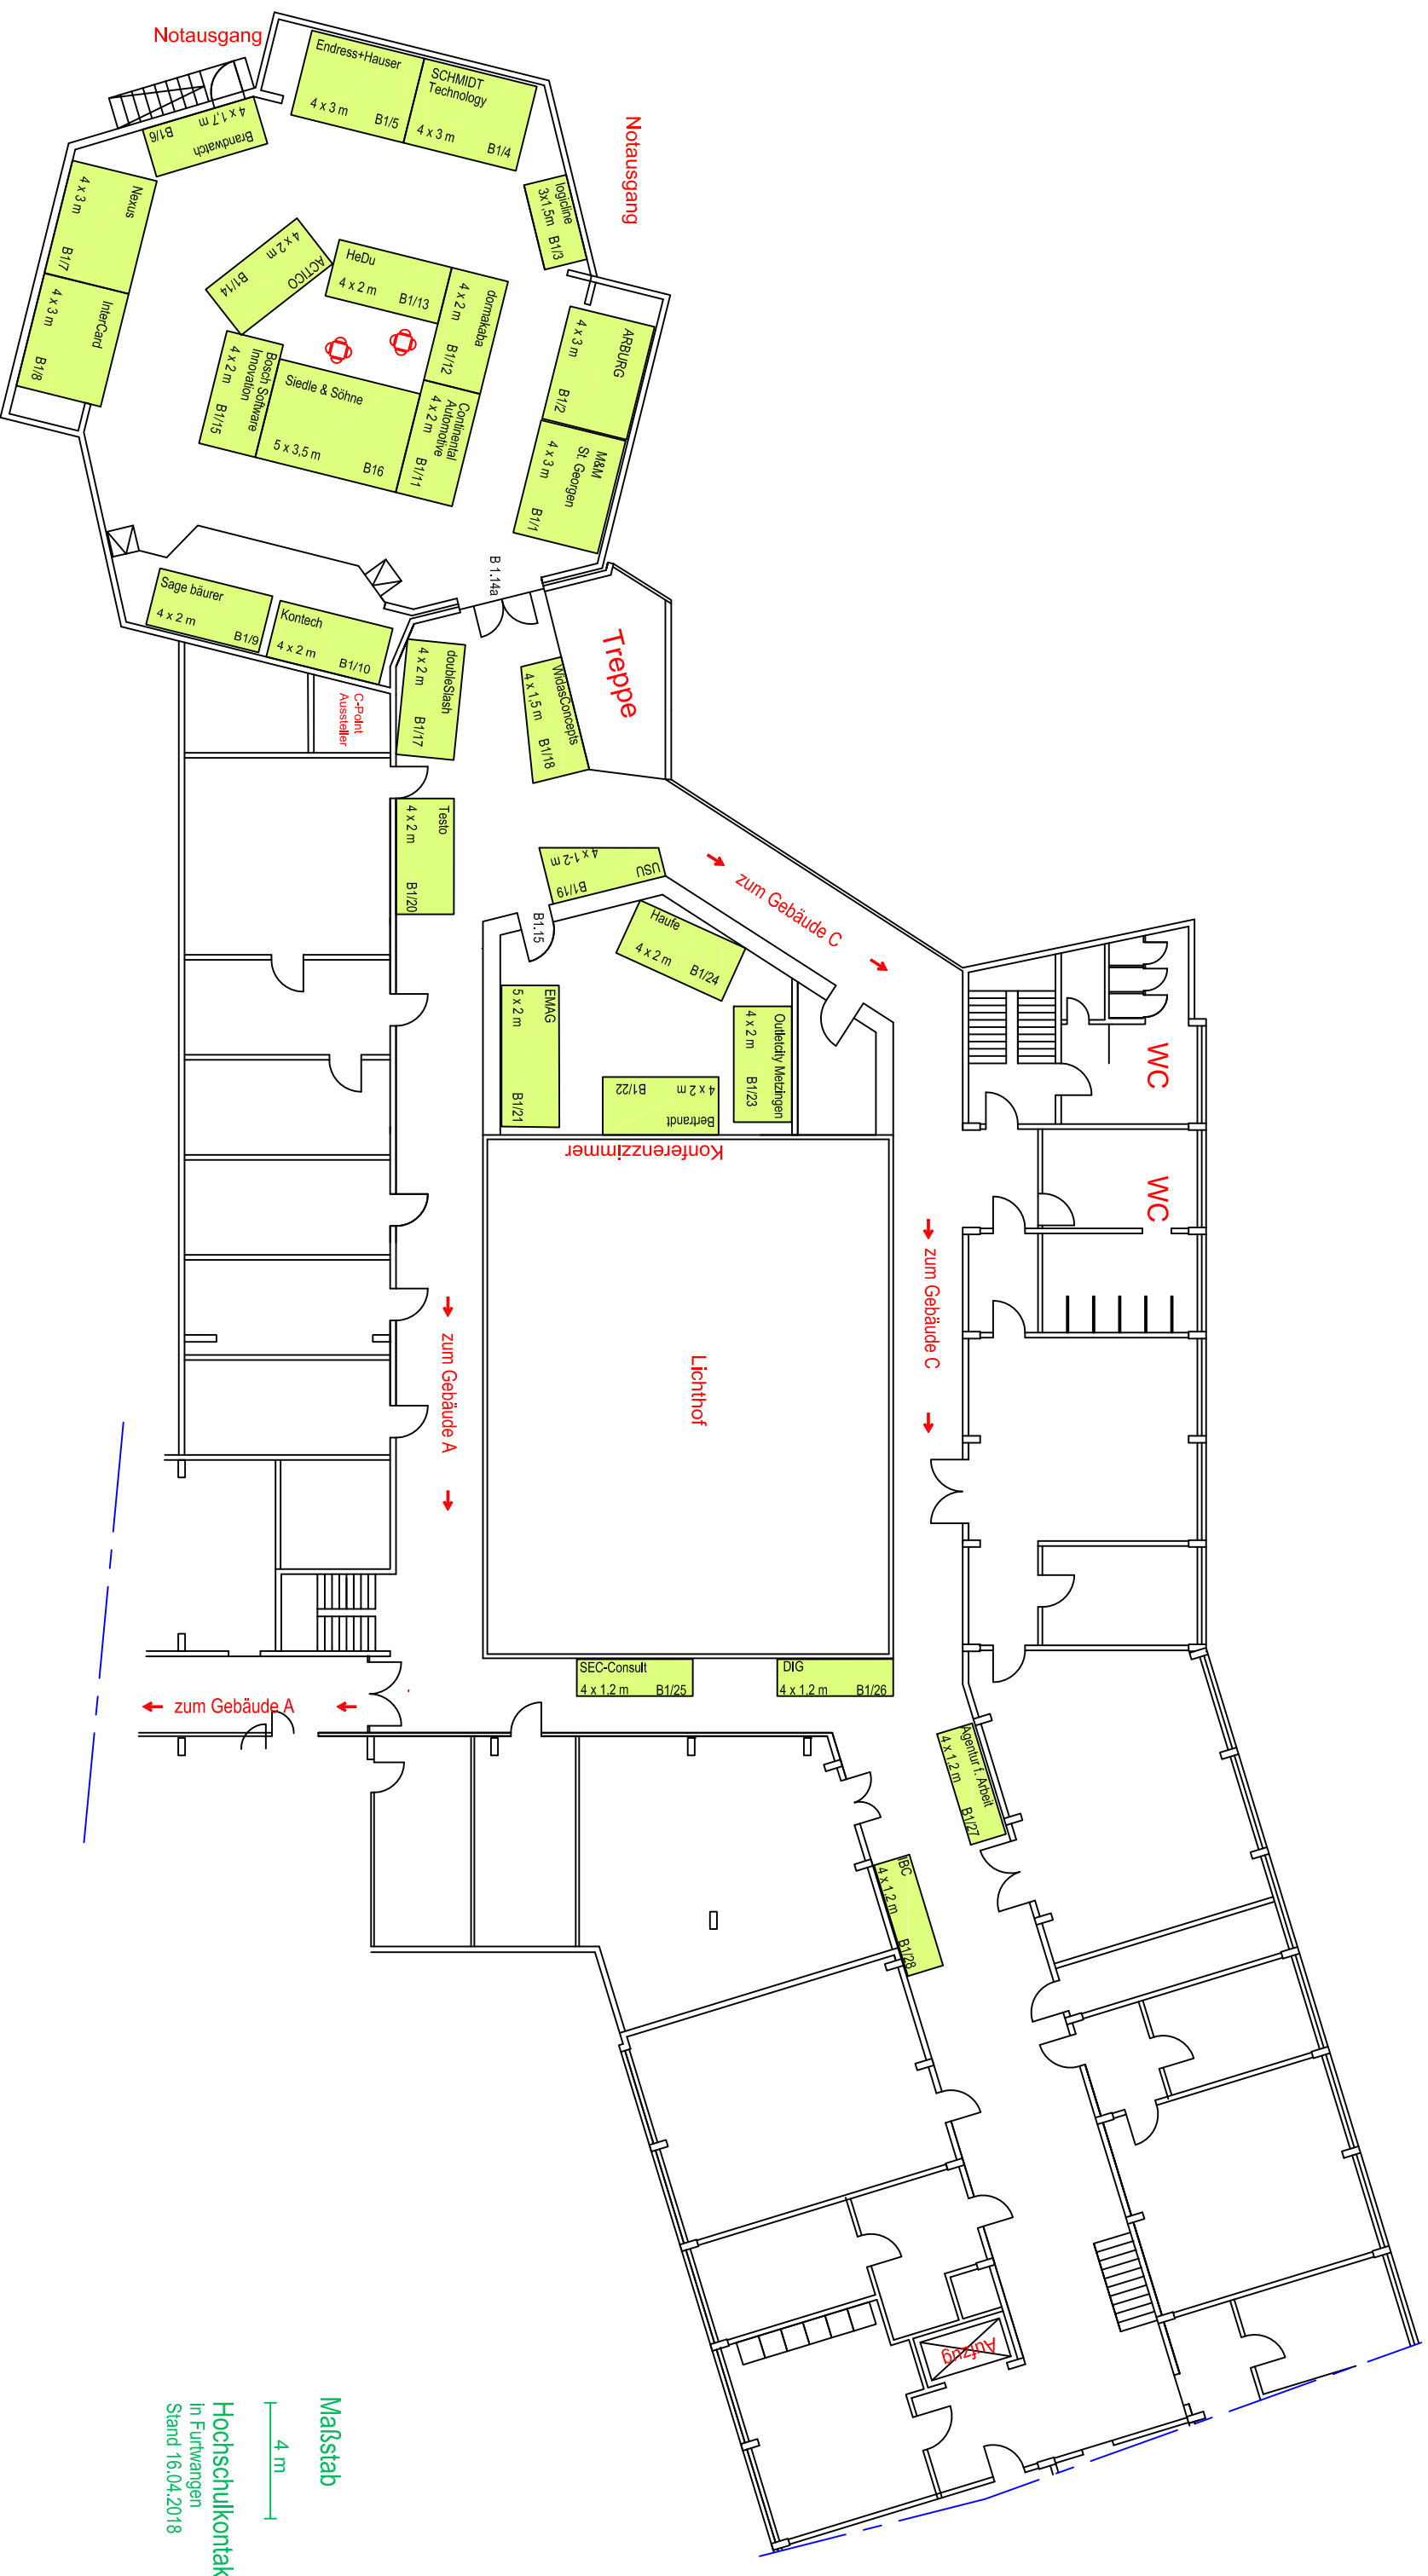 Notausgang
Notausgang
Endress+Hauser
4 x 3 m
B1/5
SCHMIDT
Technology
4 x 3 m
B1/4
Brandwatch
4 x 1,7 m
B1/6
logicline
3x1,5m
B1/3
Nexus
4 x 3 m
B1/7
InterCard
4 x 3 m
B1/8
ACTICO
4 x 2 m
B1/14
HeDu
4 x 2 m
B1/13
dormakaba
4 x 2 m
B1/12
ARBURG
4 x 3 m
B1/2
M&M
St. Georgen
4 x 3 m
B1/1
Bosch Software
Innovation
4 x 2 m
B1/15
Siedle & Söhne
5 x 3,5 m
B16
Continental
Automotive
4 x 2 m
B1/11
B 1.14a
Sage bäurer
4 x 2 m
B1/9
Kontech
4 x 2 m
B1/10
C-Point
Aussteller
doubleSlash
4 x 2 m
B1/17
WidasConcepts
4 x 1,5 m
B1/18
Treppe
Testo
4 x 2 m
B1/20
USU
4 x 1-2 m
B1/19
zum Gebäude C
B1.15
Haufe
4 x 2 m
B1/24
EMAG
5 x 2 m
B1/21
Bertrandt
4 x 2 m
B1/22
Outletcity Metzingen
4 x 2 m
B1/23
WC
WC
Konferenzzimmer
zum Gebäude C
zum Gebäude A
Lichthof
SEC-Consult
4 x 1,2 m
B1/25
DIG
4 x 1,2 m
B1/26
zum Gebäude A
Agentur f. Arbeit
4 x 1,2 m
B1/27
IBC
4 x 1,2 m
B1/28
Aufzug
Maßstab
4 m
Hochschulkontak
in Furtwangen
Stand 16.04.2018